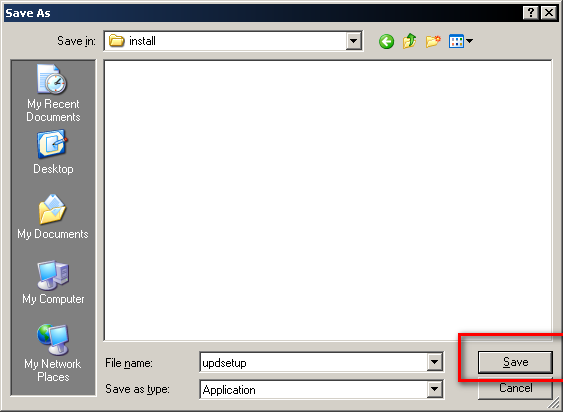 Save As
Save in: install
My Recent
Documents
Desktop
My Documents
My Computer
My Network
Places
File name: updsetup Save
Save as type: Application Cancel